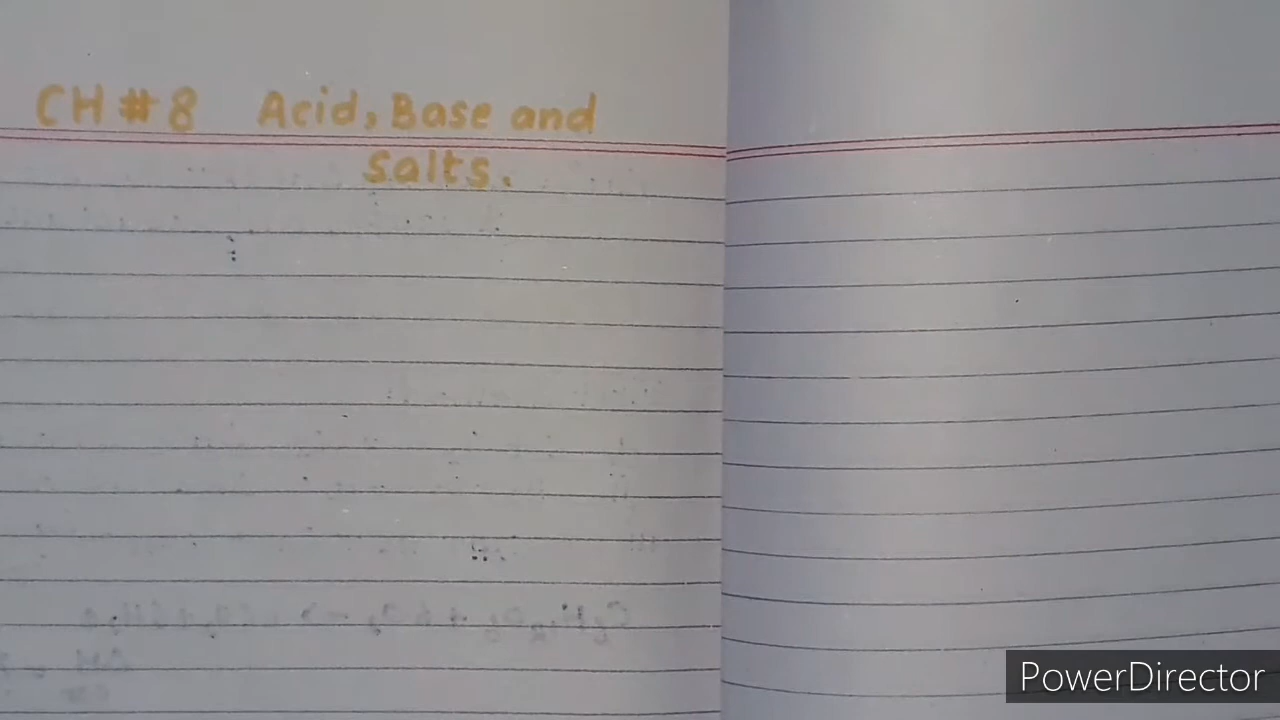 CH # 8 Acid, Base and
Salts.
PowerDirector